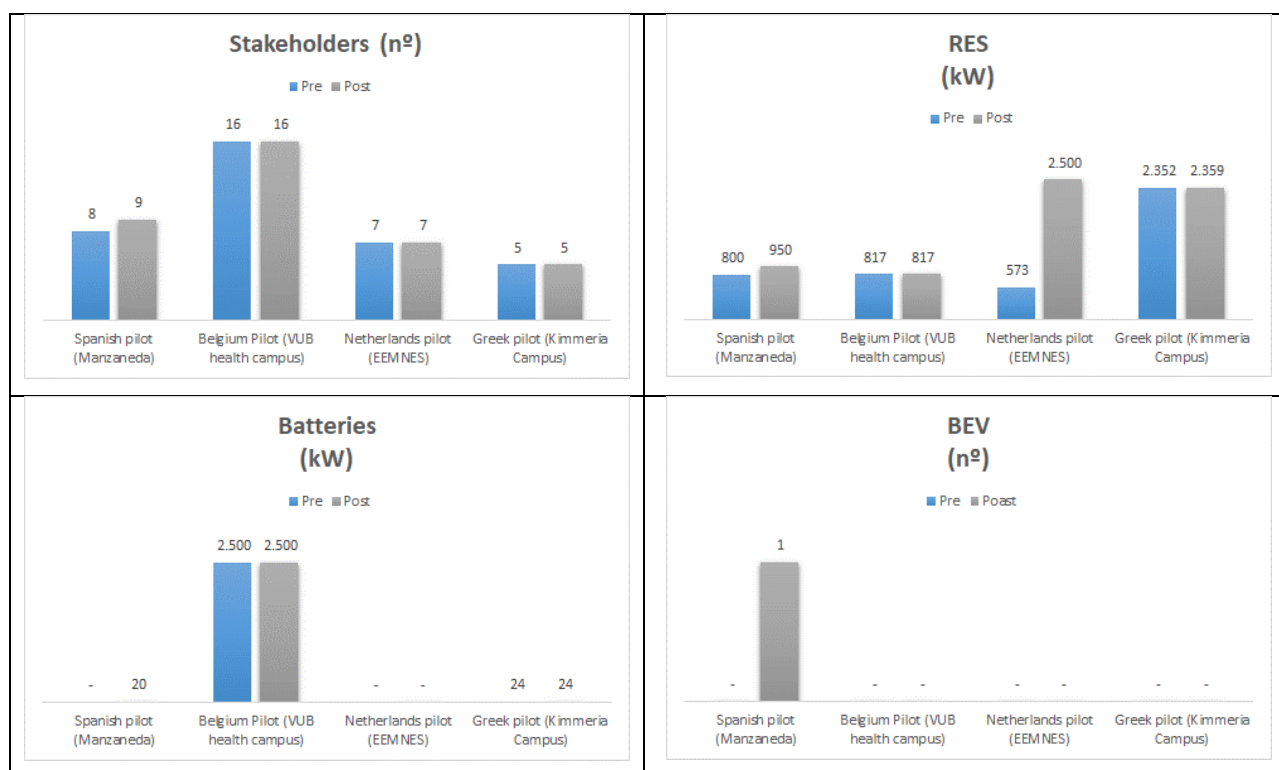 Stakeholders (nº)
Pre Post
8 9 16 16 7 7 5 5
Spanish pilot (Manzaneda)
Belgium Pilot (VUB health campus)
Netherlands pilot (EEMNES)
Greek pilot (Kimmeria Campus)
RES
(kW)
Pre Post
800 950 817 817 573 2.500 2.352 2.359
Spanish pilot (Manzaneda)
Belgium Pilot (VUB health campus)
Netherlands pilot (EEMNES)
Greek pilot (Kimmeria Campus)
Batteries
(kW)
Pre Post
- 20 2.500 2.500 - - 24 24
Spanish pilot (Manzaneda)
Belgium Pilot (VUB health campus)
Netherlands pilot (EEMNES)
Greek pilot (Kimmeria Campus)
BEV
(nº)
Pre Poast
- 1 - - - - - -
Spanish pilot (Manzaneda)
Belgium Pilot (VUB health campus)
Netherlands pilot (EEMNES)
Greek pilot (Kimmeria Campus)